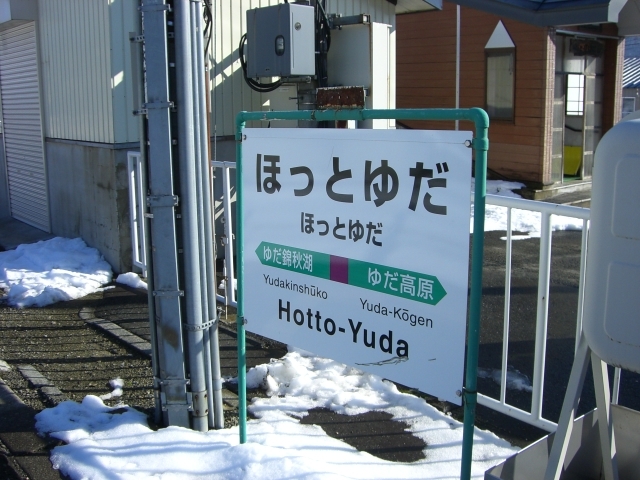 ほっとゆだ
ほっとゆだ
ゆだ錦秋湖 ゆだ高原
Yudakinshūko Yuda-Kōgen
Hotto-Yuda